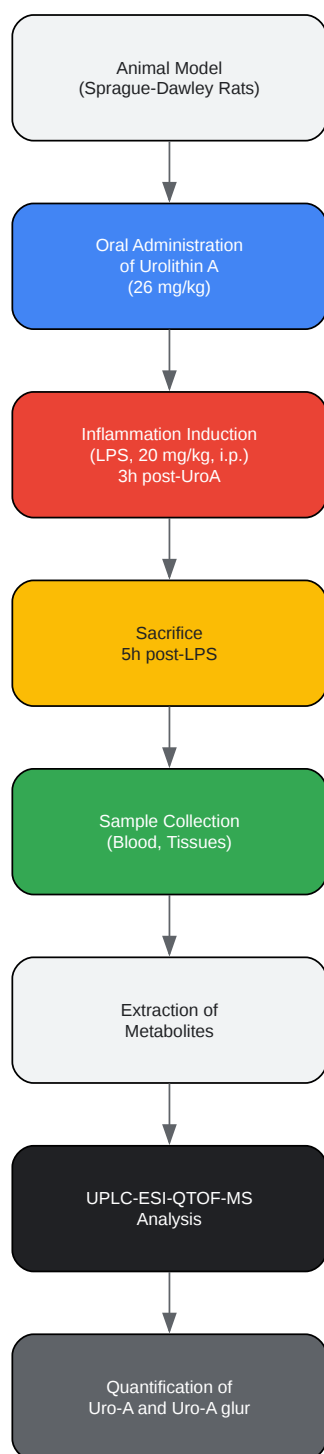 Animal Model
(Sprague-Dawley Rats)
Oral Administration
of Urolithin A
(26 mg/kg)
Inflammation Induction
(LPS, 20 mg/kg, i.p.)
3h post-UroA
Sacrifice
5h post-LPS
Sample Collection
(Blood, Tissues)
Extraction of
Metabolites
UPLC-ESI-QTOF-MS
Analysis
Quantification of
Uro-A and Uro-A glur